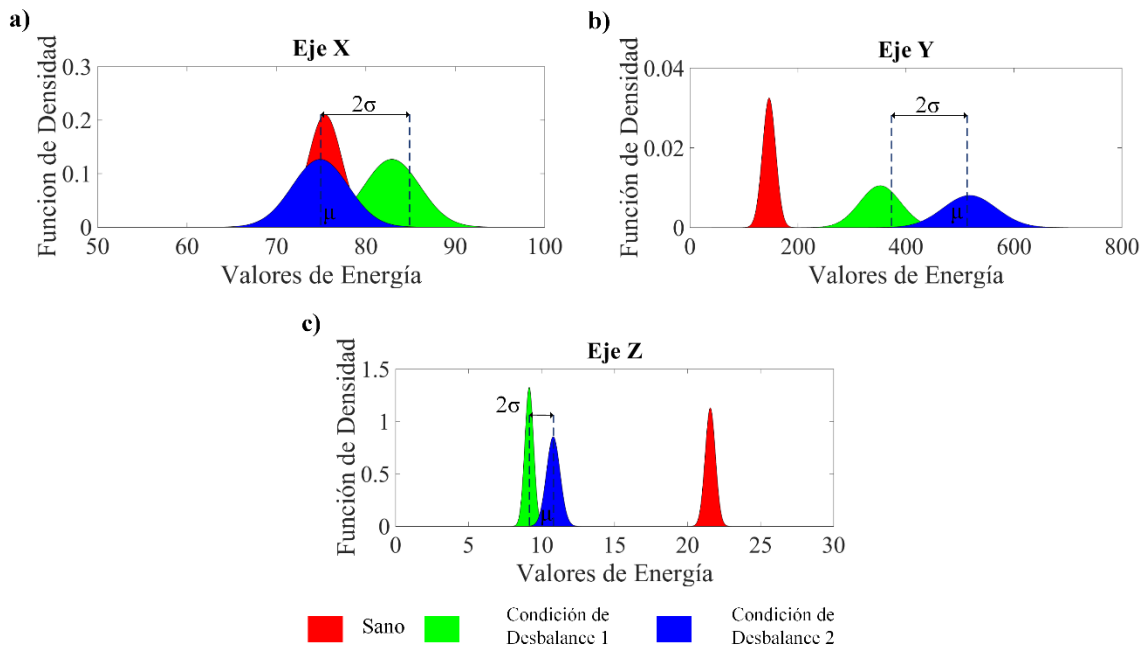 a)
Eje X
Funcion de Densidad
0.3
0.2
0.1
0
2σ
μ
50 60 70 80 90 100
Valores de Energía
b)
Eje Y
Función de Densidad
0.04
0.02
0
2σ
μ
0 200 400 600 800
Valores de Energía
c)
Eje Z
Función de Densidad
1.5
1
0.5
0
2σ
μ
0 5 10 15 20 25 30
Valores de Energía
Sano
Condición de
Desbalance 1
Condición de
Desbalance 2